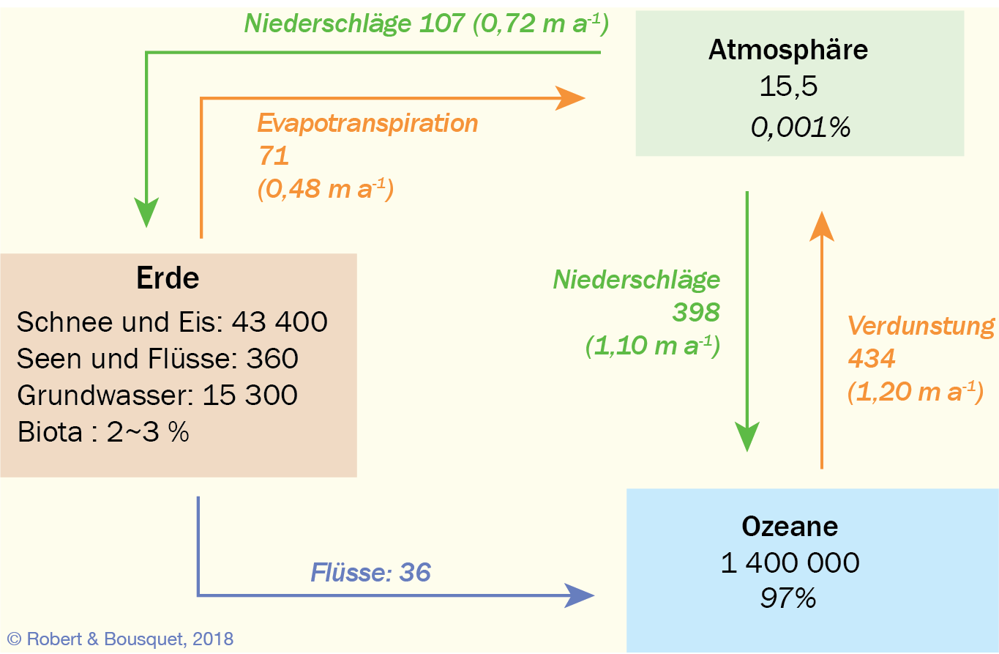 Niederschläge 107 (0,72 m a⁻¹)
Atmosphäre
15,5
0,001%
Evapotranspiration
71
(0,48 m a⁻¹)
Erde
Schnee und Eis: 43 400
Seen und Flüsse: 360
Grundwasser: 15 300
Biota : 2~3 %
Niederschläge
398
(1,10 m a⁻¹)
Verdunstung
434
(1,20 m a⁻¹)
Flüsse: 36
Ozeane
1 400 000
97%
© Robert & Bousquet, 2018